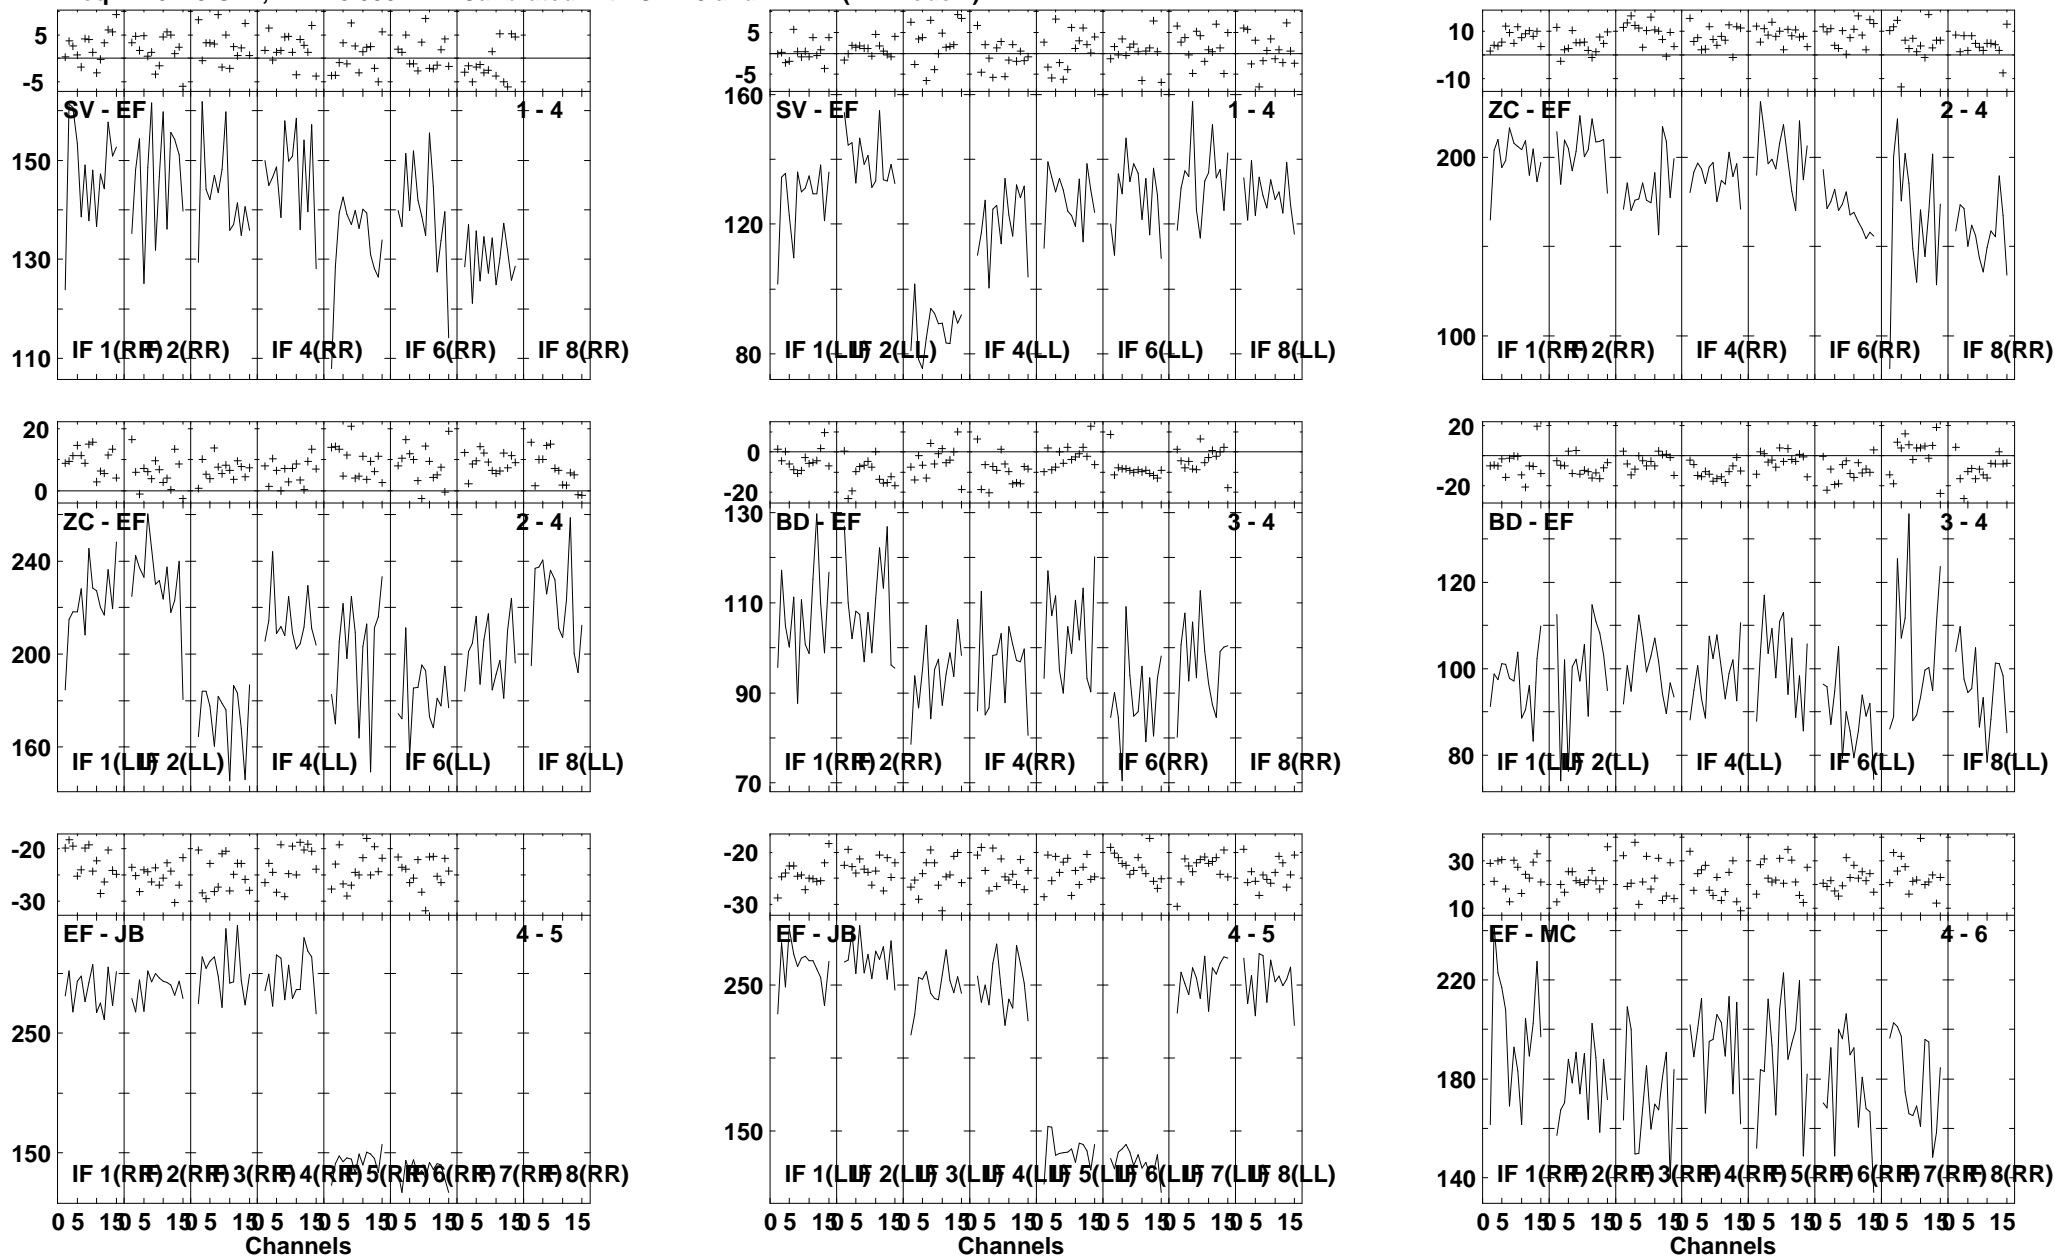 5
-5
SV - EF
1 - 4
150
130
110
IF 1(RR)
IF 2(RR)
IF 4(RR)
IF 6(RR)
IF 8(RR)
5
-5
160
SV - EF
1 - 4
120
80
IF 1(LL)
IF 2(LL)
IF 4(LL)
IF 6(LL)
IF 8(LL)
10
-10
ZC - EF
2 - 4
200
100
IF 1(RR)
IF 2(RR)
IF 4(RR)
IF 6(RR)
IF 8(RR)
20
0
ZC - EF
2 - 4
240
200
160
IF 1(LL)
IF 2(LL)
IF 4(LL)
IF 6(LL)
IF 8(LL)
0
-20
130
BD - EF
3 - 4
110
90
70
IF 1(RR)
IF 2(RR)
IF 4(RR)
IF 6(RR)
IF 8(RR)
20
-20
BD - EF
3 - 4
120
100
80
IF 1(LL)
IF 2(LL)
IF 4(LL)
IF 6(LL)
IF 8(LL)
-20
-30
EF - JB
4 - 5
250
150
IF 1(RR)
IF 2(RR)
IF 3(RR)
IF 4(RR)
IF 5(RR)
IF 6(RR)
IF 7(RR)
IF 8(RR)
0 5 15 0 5 15 0 5 15 0 5 15 0 5 15 0 5 15 0 5 15 0 5 15
Channels
-20
-30
EF - JB
4 - 5
250
150
IF 1(LL)
IF 2(LL)
IF 3(LL)
IF 4(LL)
IF 5(LL)
IF 6(LL)
IF 7(LL)
IF 8(LL)
0 5 15 0 5 15 0 5 15 0 5 15 0 5 15 0 5 15 0 5 15 0 5 15
Channels
30
10
EF - MC
4 - 6
220
180
140
IF 1(RR)
IF 2(RR)
IF 3(RR)
IF 4(RR)
IF 5(RR)
IF 6(RR)
IF 7(RR)
IF 8(RR)
0 5 15 0 5 15 0 5 15 0 5 15 0 5 15 0 5 15 0 5 15 0 5 15
Channels